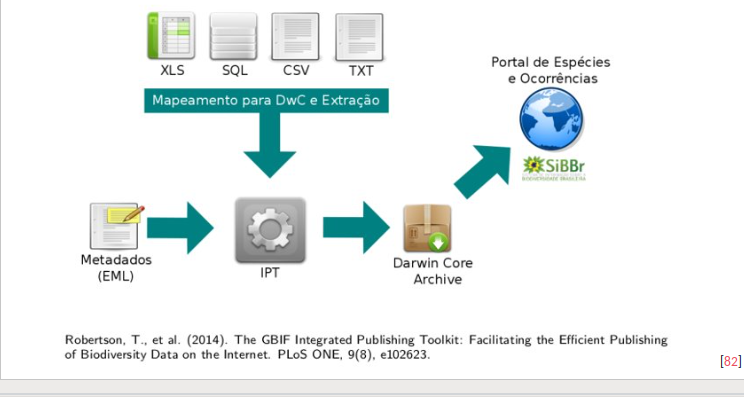 XLS SQL CSV TXT
Mapeamento para DwC e Extração
Portal de Espécies
e Ocorrências
SiBBr
Metadados
(EML)
IPT
Darwin Core
Archive
Robertson, T., et al. (2014). The GBIF Integrated Publishing Toolkit: Facilitating the Efficient Publishing
of Biodiversity Data on the Internet. PLoS ONE, 9(8), e102623.
[82]